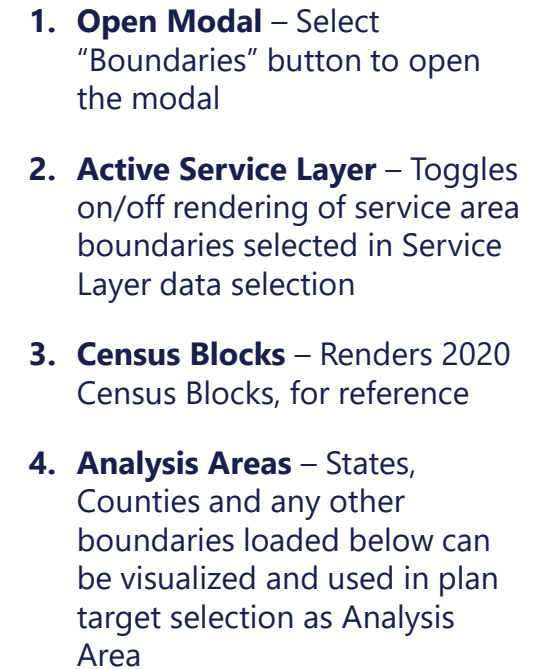 1. Open Modal – Select
“Boundaries” button to open
the modal
2. Active Service Layer – Toggles
on/off rendering of service area
boundaries selected in Service
Layer data selection
3. Census Blocks – Renders 2020
Census Blocks, for reference
4. Analysis Areas – States,
Counties and any other
boundaries loaded below can
be visualized and used in plan
target selection as Analysis
Area